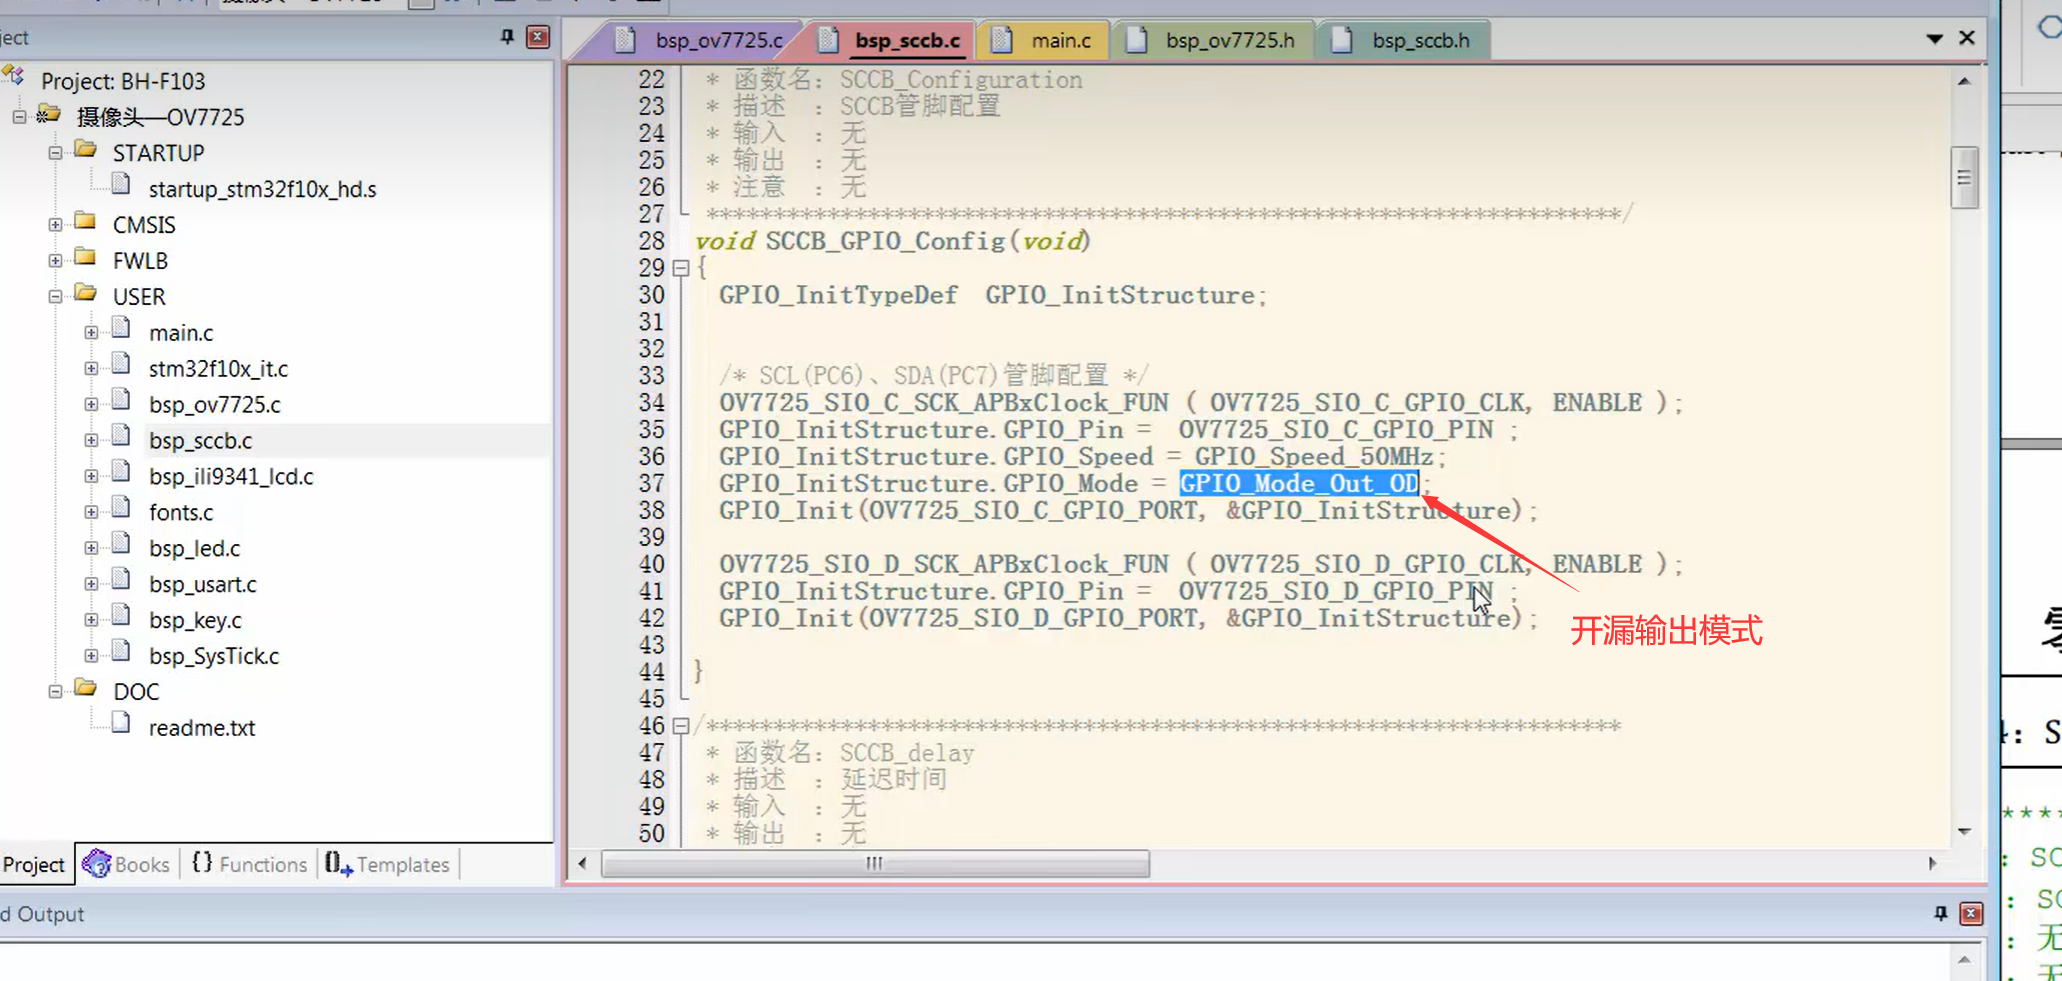 ject
Project: BH-F103
摄像头—OV7725
STARTUP
startup_stm32f10x_hd.s
CMSIS
FWLB
USER
main.c
stm32f10x_it.c
bsp_ov7725.c
bsp_sccb.c
bsp_ili9341_lcd.c
fonts.c
bsp_led.c
bsp_usart.c
bsp_key.c
bsp_SysTick.c
DOC
readme.txt
Project Books {} Functions Templates
d Output
bsp_ov7725.c bsp_sccb.c main.c bsp_ov7725.h bsp_sccb.h
22 * 函数名：SCCB_Configuration
23 * 描述 ：SCCB管脚配置
24 * 输入 ：无
25 * 输出 ：无
26 * 注意 ：无
27 ********************************************************************/
28 void SCCB_GPIO_Config(void)
29 {
30 GPIO_InitTypeDef GPIO_InitStructure;
31
32
33 /* SCL(PC6)、SDA(PC7)管脚配置 */
34 OV7725_SIO_C_SCK_APBxClock_FUN ( OV7725_SIO_C_GPIO_CLK, ENABLE );
35 GPIO_InitStructure.GPIO_Pin = OV7725_SIO_C_GPIO_PIN ;
36 GPIO_InitStructure.GPIO_Speed = GPIO_Speed_50MHz;
37 GPIO_InitStructure.GPIO_Mode = GPIO_Mode_Out_OD;
38 GPIO_Init(OV7725_SIO_C_GPIO_PORT, &GPIO_InitStructure);
39
40 OV7725_SIO_D_SCK_APBxClock_FUN ( OV7725_SIO_D_GPIO_CLK, ENABLE );
41 GPIO_InitStructure.GPIO_Pin = OV7725_SIO_D_GPIO_PIN ;
42 GPIO_Init(OV7725_SIO_D_GPIO_PORT, &GPIO_InitStructure);
43
44 }
45
46 /********************************************************************
47 * 函数名：SCCB_delay
48 * 描述 ：延迟时间
49 * 输入 ：无
50 * 输出 ：无
开漏输出模式
: S
****
: SC
: SC
: 无